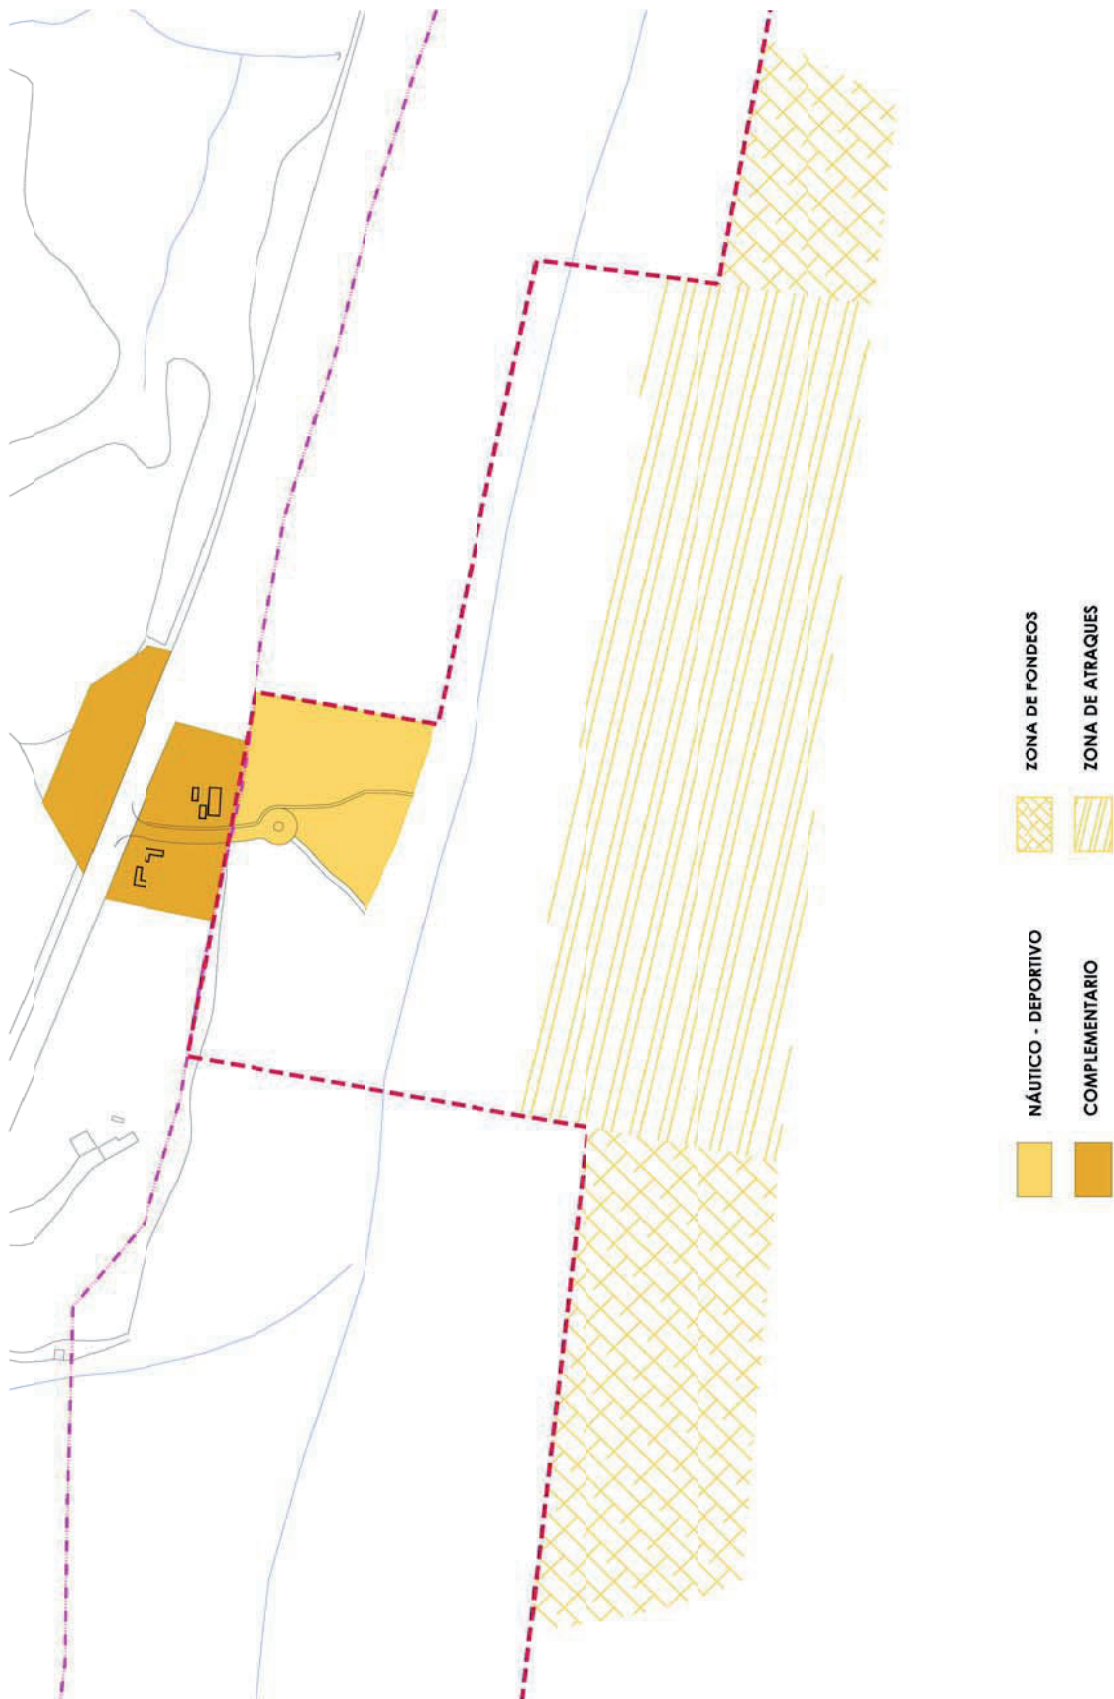 NÁUTICO - DEPORTIVO
COMPLEMENTARIO
ZONA DE FONDEOS
ZONA DE ATRAQUES